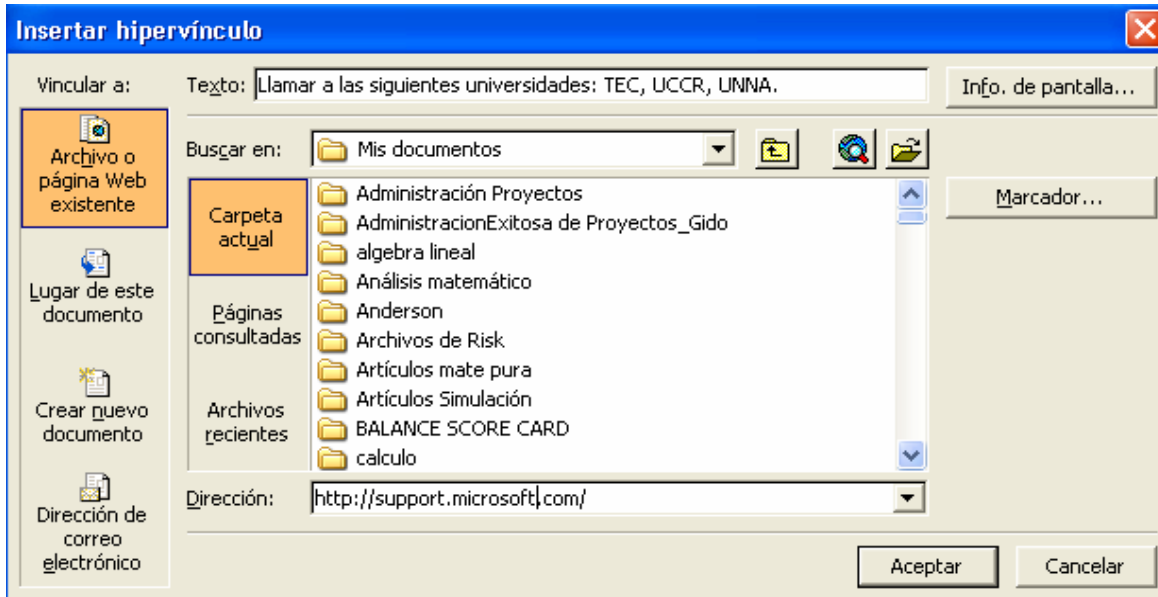 Insertar hipervínculo
Vincular a:
Texto: Llamar a las siguientes universidades: TEC, UCCR, UNNA.
Info. de pantalla...
Archivo o
página Web
existente
Lugar de este
documento
Crear nuevo
documento
Dirección de
correo
electrónico
Buscar en: Mis documentos
Carpeta
actual
Páginas
consultadas
Archivos
recientes
Administración Proyectos
AdministracionExitosa de Proyectos_Gido
algebra lineal
Análisis matemático
Anderson
Archivos de Risk
Artículos mate pura
Artículos Simulación
BALANCE SCORE CARD
calculo
Marcador...
Dirección: http://support.microsoft.com/
Aceptar
Cancelar